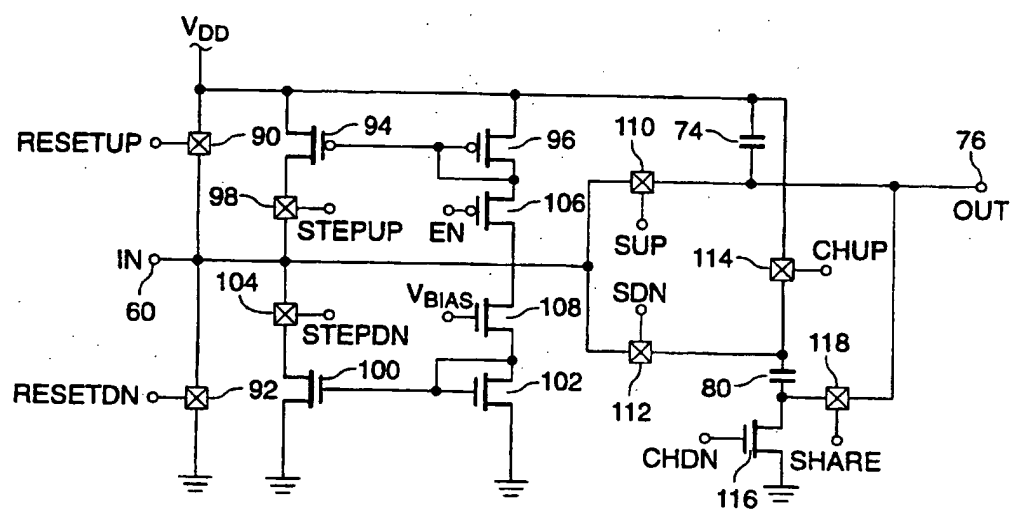 VDD
RESETUP
90
94
96
110
74
76
98
STEPUP
EN
106
SUP
OUT
IN
60
114
CHUP
104
STEPDN
VBIAS
108
SDN
RESETDN
92
100
102
112
80
118
CHDN
116
SHARE